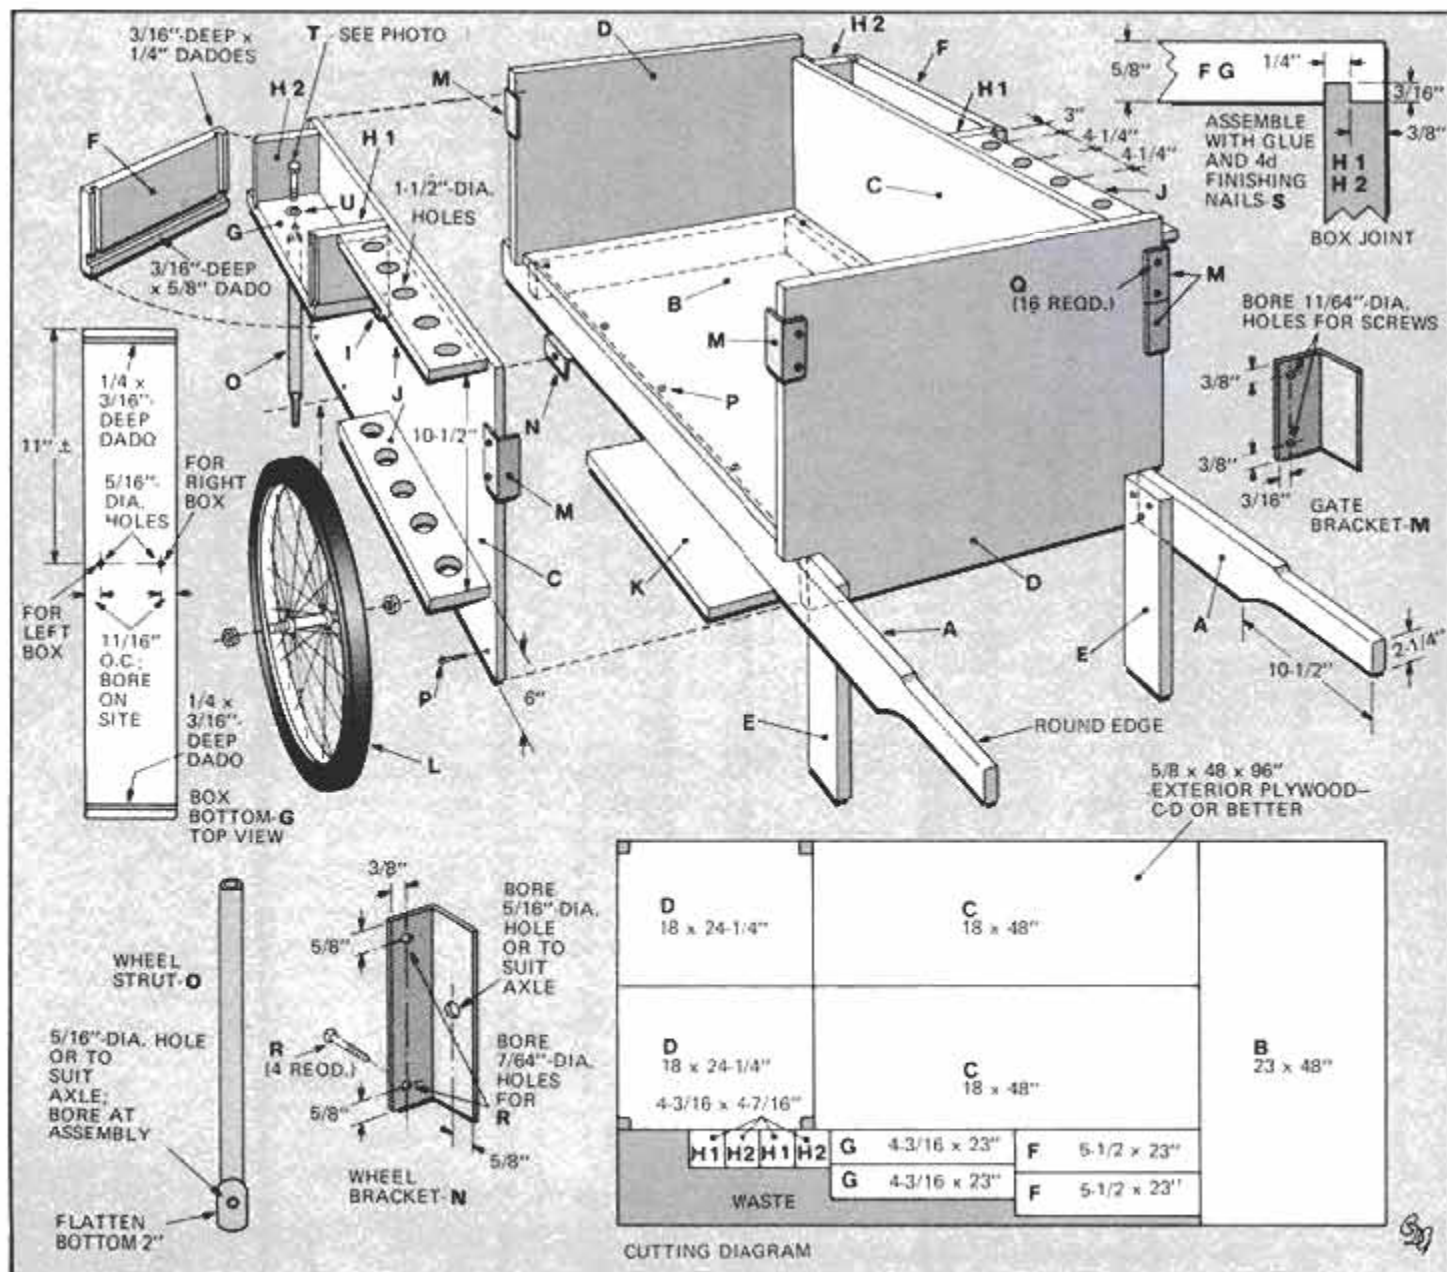 3/16"-DEEP x
1/4" DADOES
T - SEE PHOTO
D
H2
F
M
H2
H1
F
H1
3"
4-1/4"
4-1/4"
5/8"
F G
1/4"
3/16"
3/8"
ASSEMBLE
WITH GLUE
AND 4d
FINISHING
NAILS-S
H1
H2
BOX JOINT
C
J
1-1/2"-DIA.
HOLES
U
G
3/16"-DEEP
x 5/8" DADO
B
Q
(16 REQD.)
M
BORE 11/64"-DIA.
HOLES FOR SCREWS
I
O
J
M
N
P
10-1/2"
3/8"
3/8"
3/16"
GATE
BRACKET-M
11" ±
1/4 x
3/16"-
DEEP
DADO
5/16"-
DIA.
HOLES
FOR
RIGHT
BOX
FOR
LEFT
BOX
11/16"
O.C.;
BORE
ON
SITE
1/4 x
3/16"-
DEEP
DADO
BOX
BOTTOM-G
TOP VIEW
M
C
K
D
A
E
A
2-1/4"
10-1/2"
P
6"
L
E
ROUND EDGE
5/8 x 48 x 96"
EXTERIOR PLYWOOD—
C-D OR BETTER
WHEEL
STRUT-O
5/16"-DIA. HOLE
OR TO
SUIT
AXLE;
BORE AT
ASSEMBLY
FLATTEN
BOTTOM 2"
3/8"
5/8"
R
(4 REQD.)
5/8"
BORE
5/16"-DIA.
HOLE
OR TO
SUIT
AXLE
BORE
7/64"-DIA.
HOLES
FOR
R
5/8"
WHEEL
BRACKET-N
D
18 x 24-1/4"
C
18 x 48"
D
18 x 24-1/4"
C
18 x 48"
B
23 x 48"
4-3/16 x 4-7/16"
H1 H2 H1 H2
G 4-3/16 x 23"
G 4-3/16 x 23"
F 5-1/2 x 23"
F 5-1/2 x 23"
WASTE
CUTTING DIAGRAM